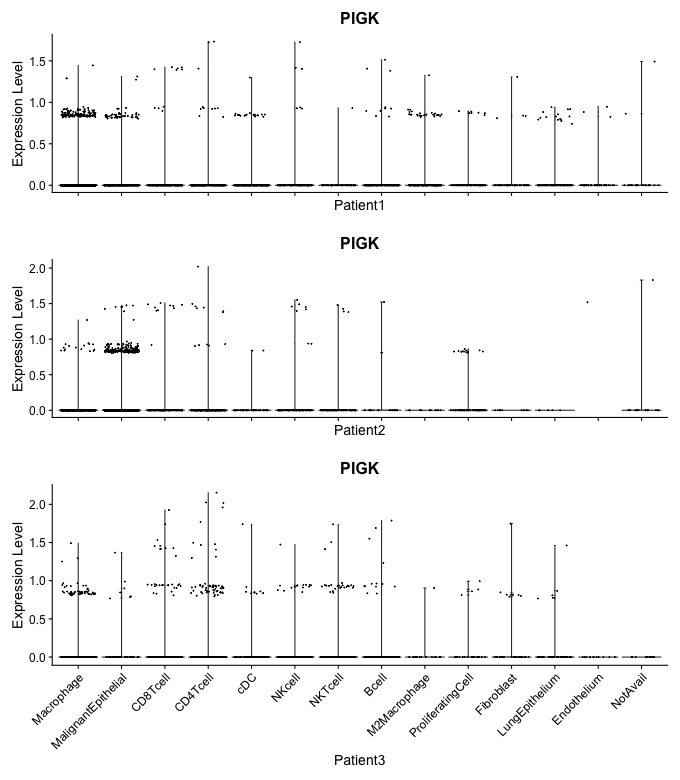 PIGK
Expression Level
1.5
1.0
0.5
0.0
Patient1
PIGK
Expression Level
2.0
1.5
1.0
0.5
0.0
Patient2
PIGK
Expression Level
2.0
1.5
1.0
0.5
0.0
Macrophage
MalignantEpithelial
CD8Tcell
CD4Tcell
cDC
NKcell
NKTcell
Bcell
M2Macrophage
ProliferatingCell
Fibroblast
LungEpithelium
Endothelium
NotAvail
Patient3